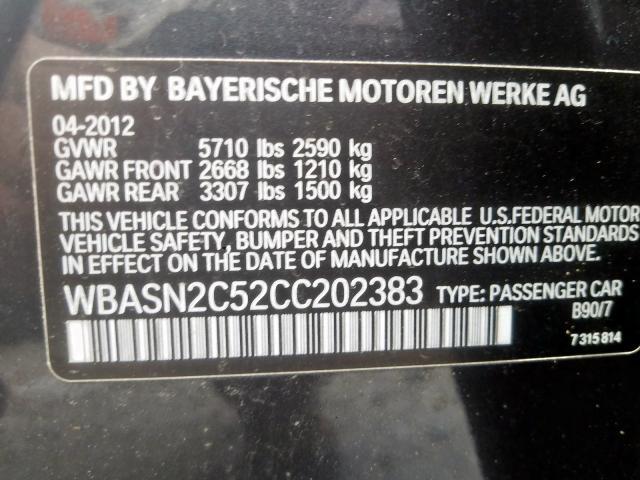 MFD BY BAYERISCHE MOTOREN WERKE AG
04-2012
GVWR 5710 lbs 2590 kg
GAWR FRONT 2668 lbs 1210 kg
GAWR REAR 3307 lbs 1500 kg
THIS VEHICLE CONFORMS TO ALL APPLICABLE U.S.FEDERAL MOTOR
VEHICLE SAFETY, BUMPER AND THEFT PREVENTION STANDARDS
IN EFFECT ON THE DATE OF MANUFACTURE SHOWN ABOVE.
WBASN2C52CC202383 TYPE: PASSENGER CAR
B90/7
7315814